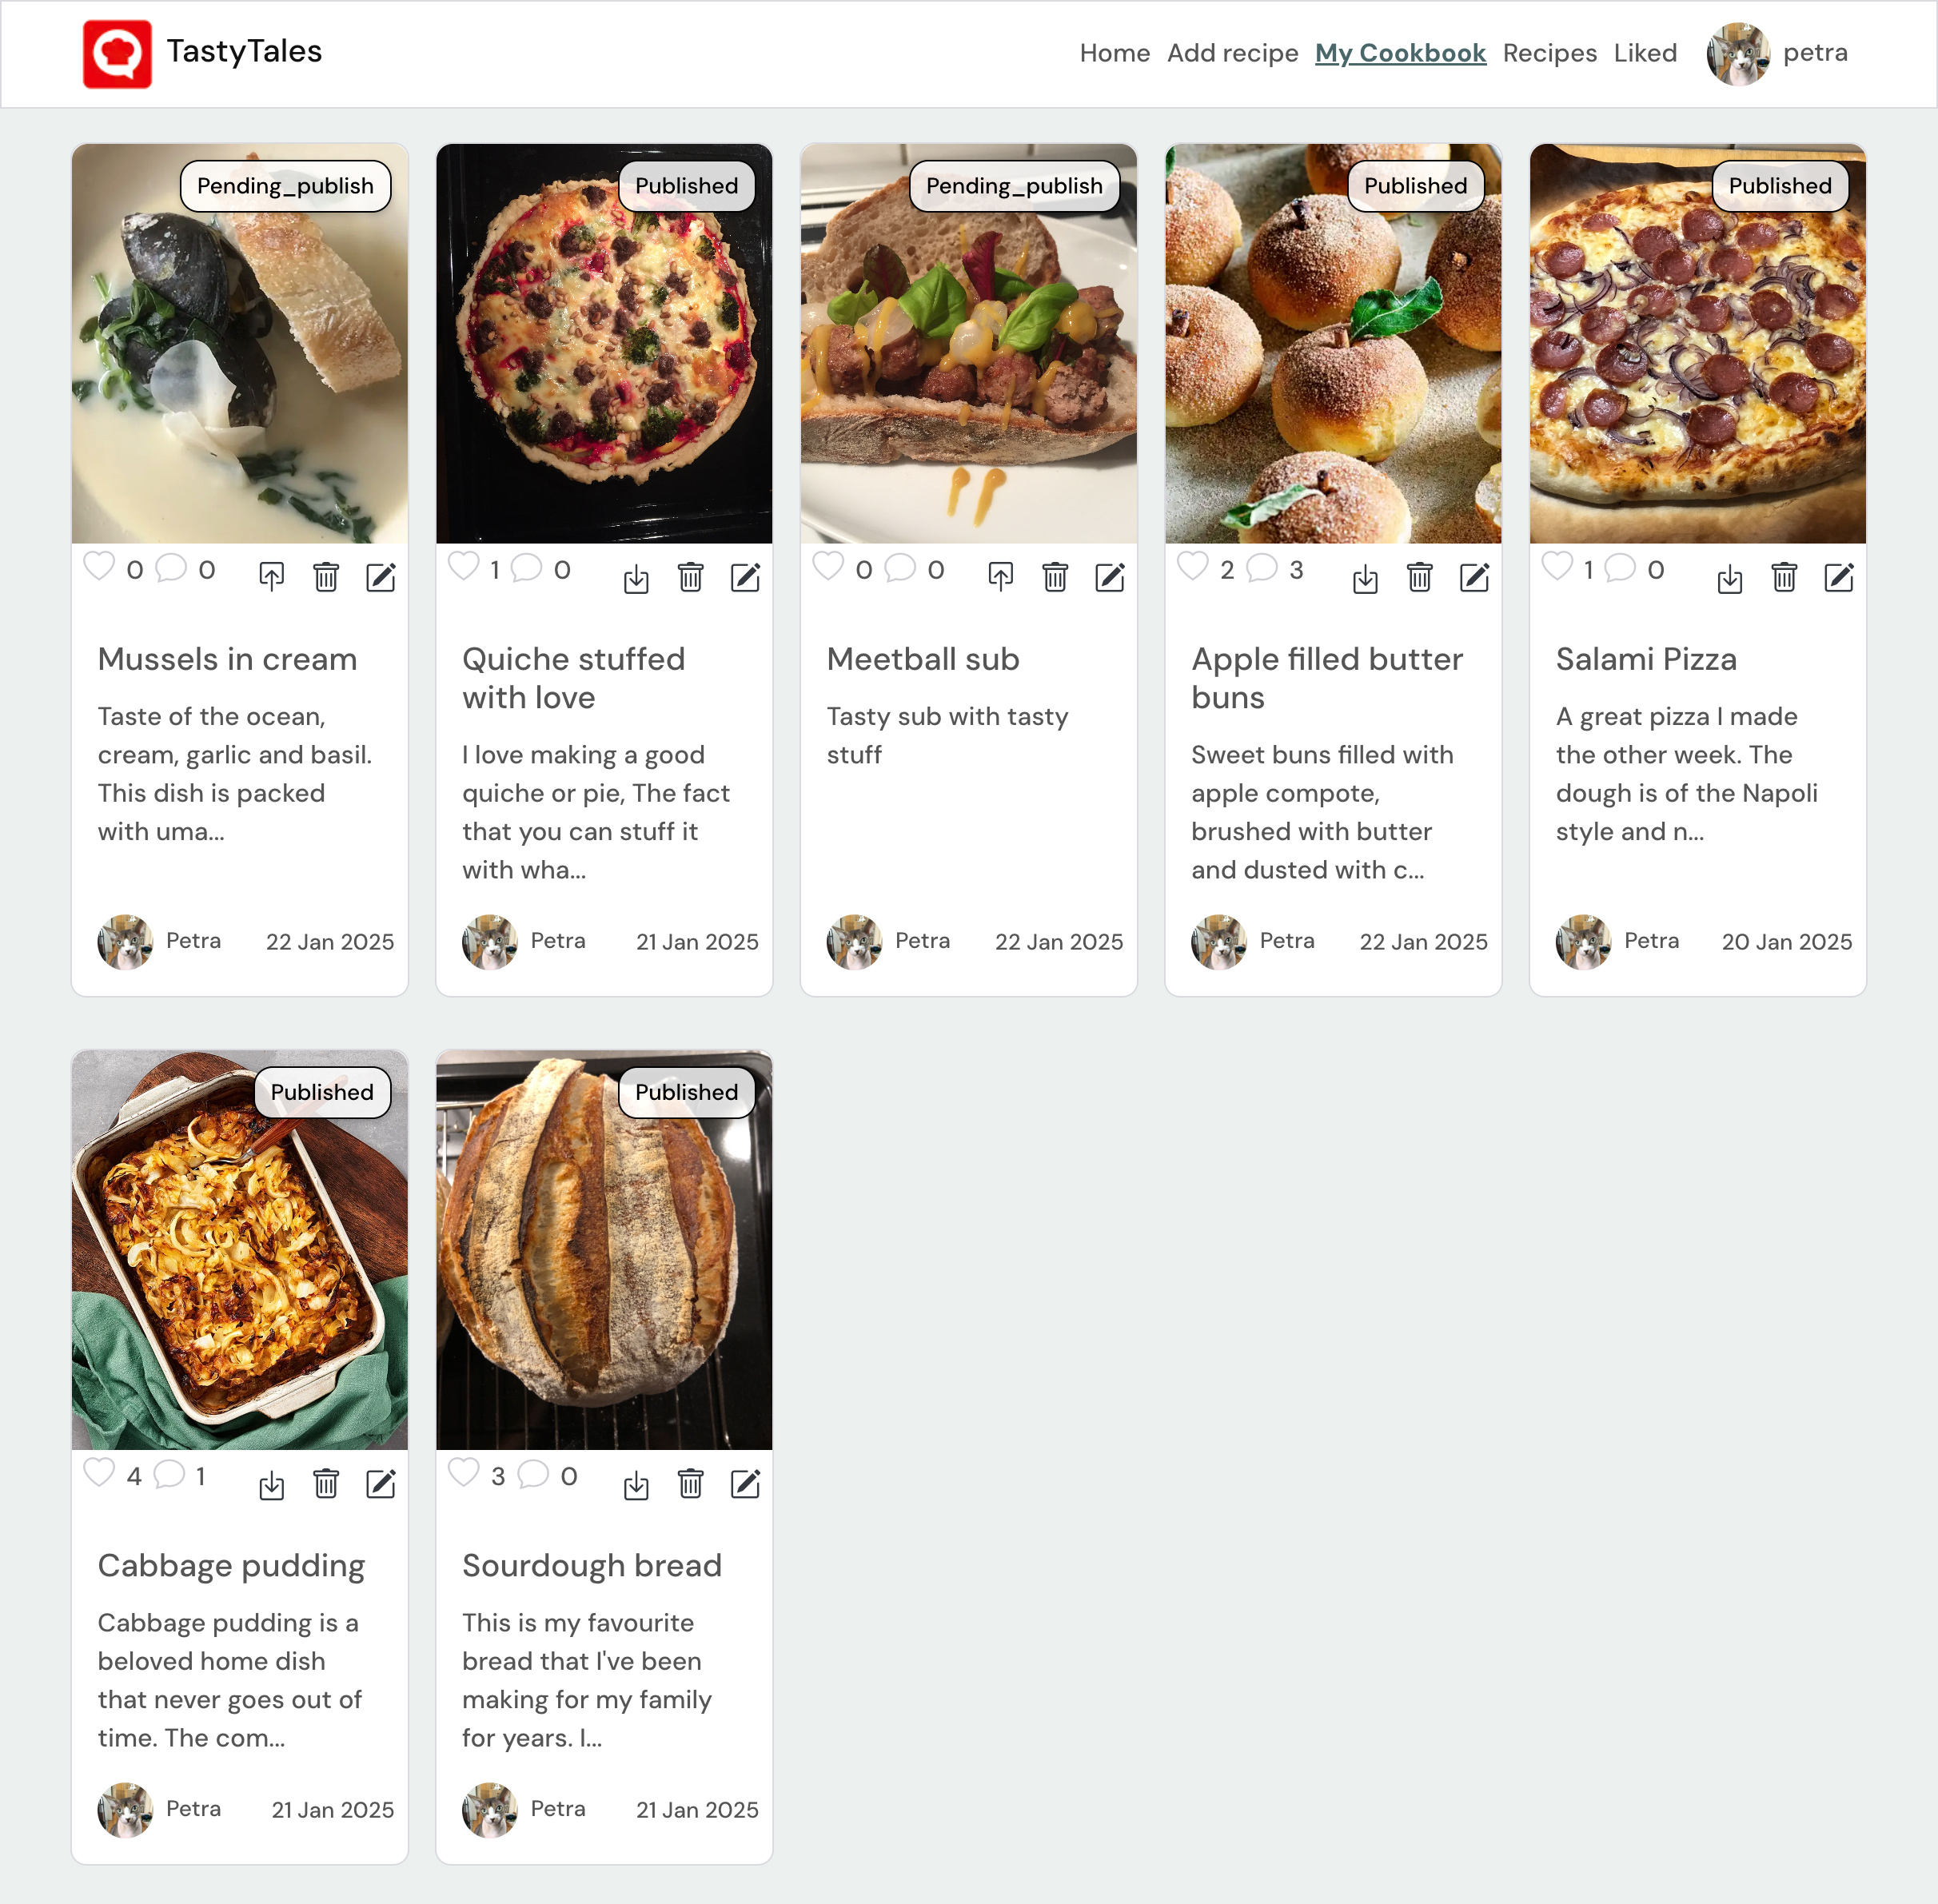 TastyTales
Home Add recipe My Cookbook Recipes Liked petra
Pending_publish
0 0
Mussels in cream
Taste of the ocean,
cream, garlic and basil.
This dish is packed
with uma...
Petra 22 Jan 2025
Published
1 0
Quiche stuffed
with love
I love making a good
quiche or pie, The fact
that you can stuff it
with wha...
Petra 21 Jan 2025
Pending_publish
0 0
Meetball sub
Tasty sub with tasty
stuff
Petra 22 Jan 2025
Published
2 3
Apple filled butter
buns
Sweet buns filled with
apple compote,
brushed with butter
and dusted with c...
Petra 22 Jan 2025
Published
1 0
Salami Pizza
A great pizza I made
the other week. The
dough is of the Napoli
style and n...
Petra 20 Jan 2025
Published
4 1
Cabbage pudding
Cabbage pudding is a
beloved home dish
that never goes out of
time. The com...
Petra 21 Jan 2025
Published
3 0
Sourdough bread
This is my favourite
bread that I've been
making for my family
for years. I...
Petra 21 Jan 2025